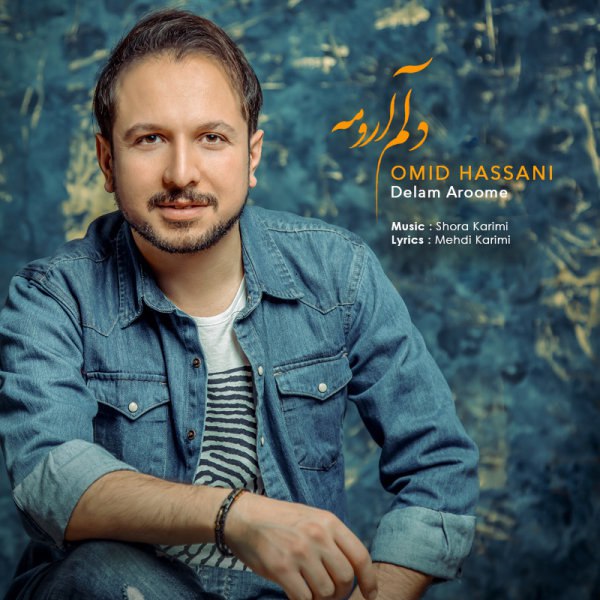 دلم آرومه
OMID HASSANI
Delam Aroome
Music : Shora Karimi
Lyrics : Mehdi Karimi